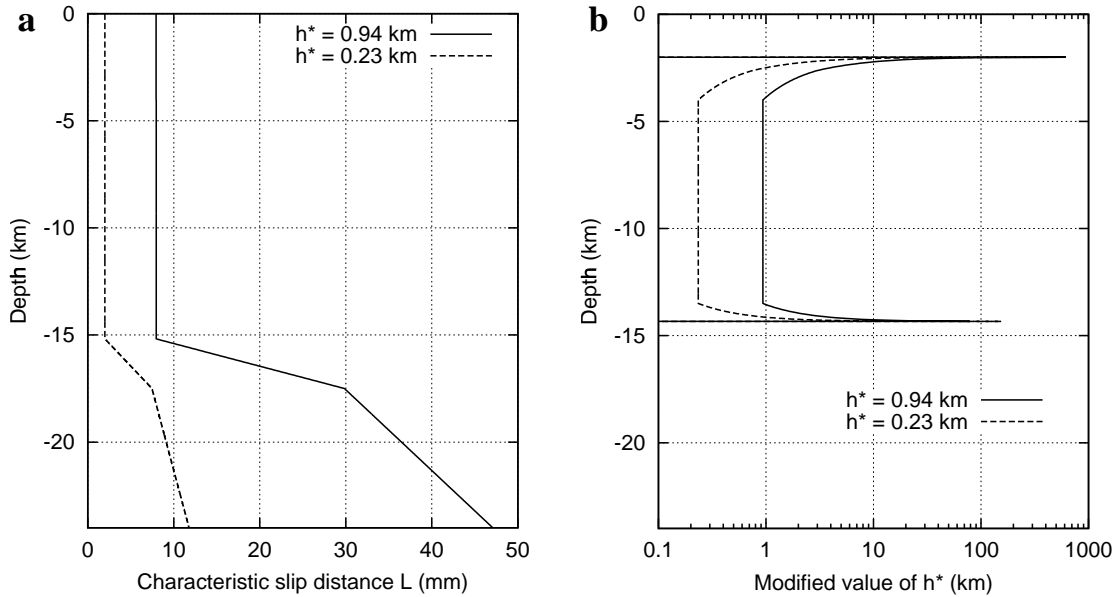 a
h* = 0.94 km
h* = 0.23 km
0
-5
-10
-15
-20
Depth (km)
0 10 20 30 40 50
Characteristic slip distance L (mm)
b
0
-5
-10
-15
-20
Depth (km)
h* = 0.94 km
h* = 0.23 km
0.1 1 10 100 1000
Modified value of h* (km)